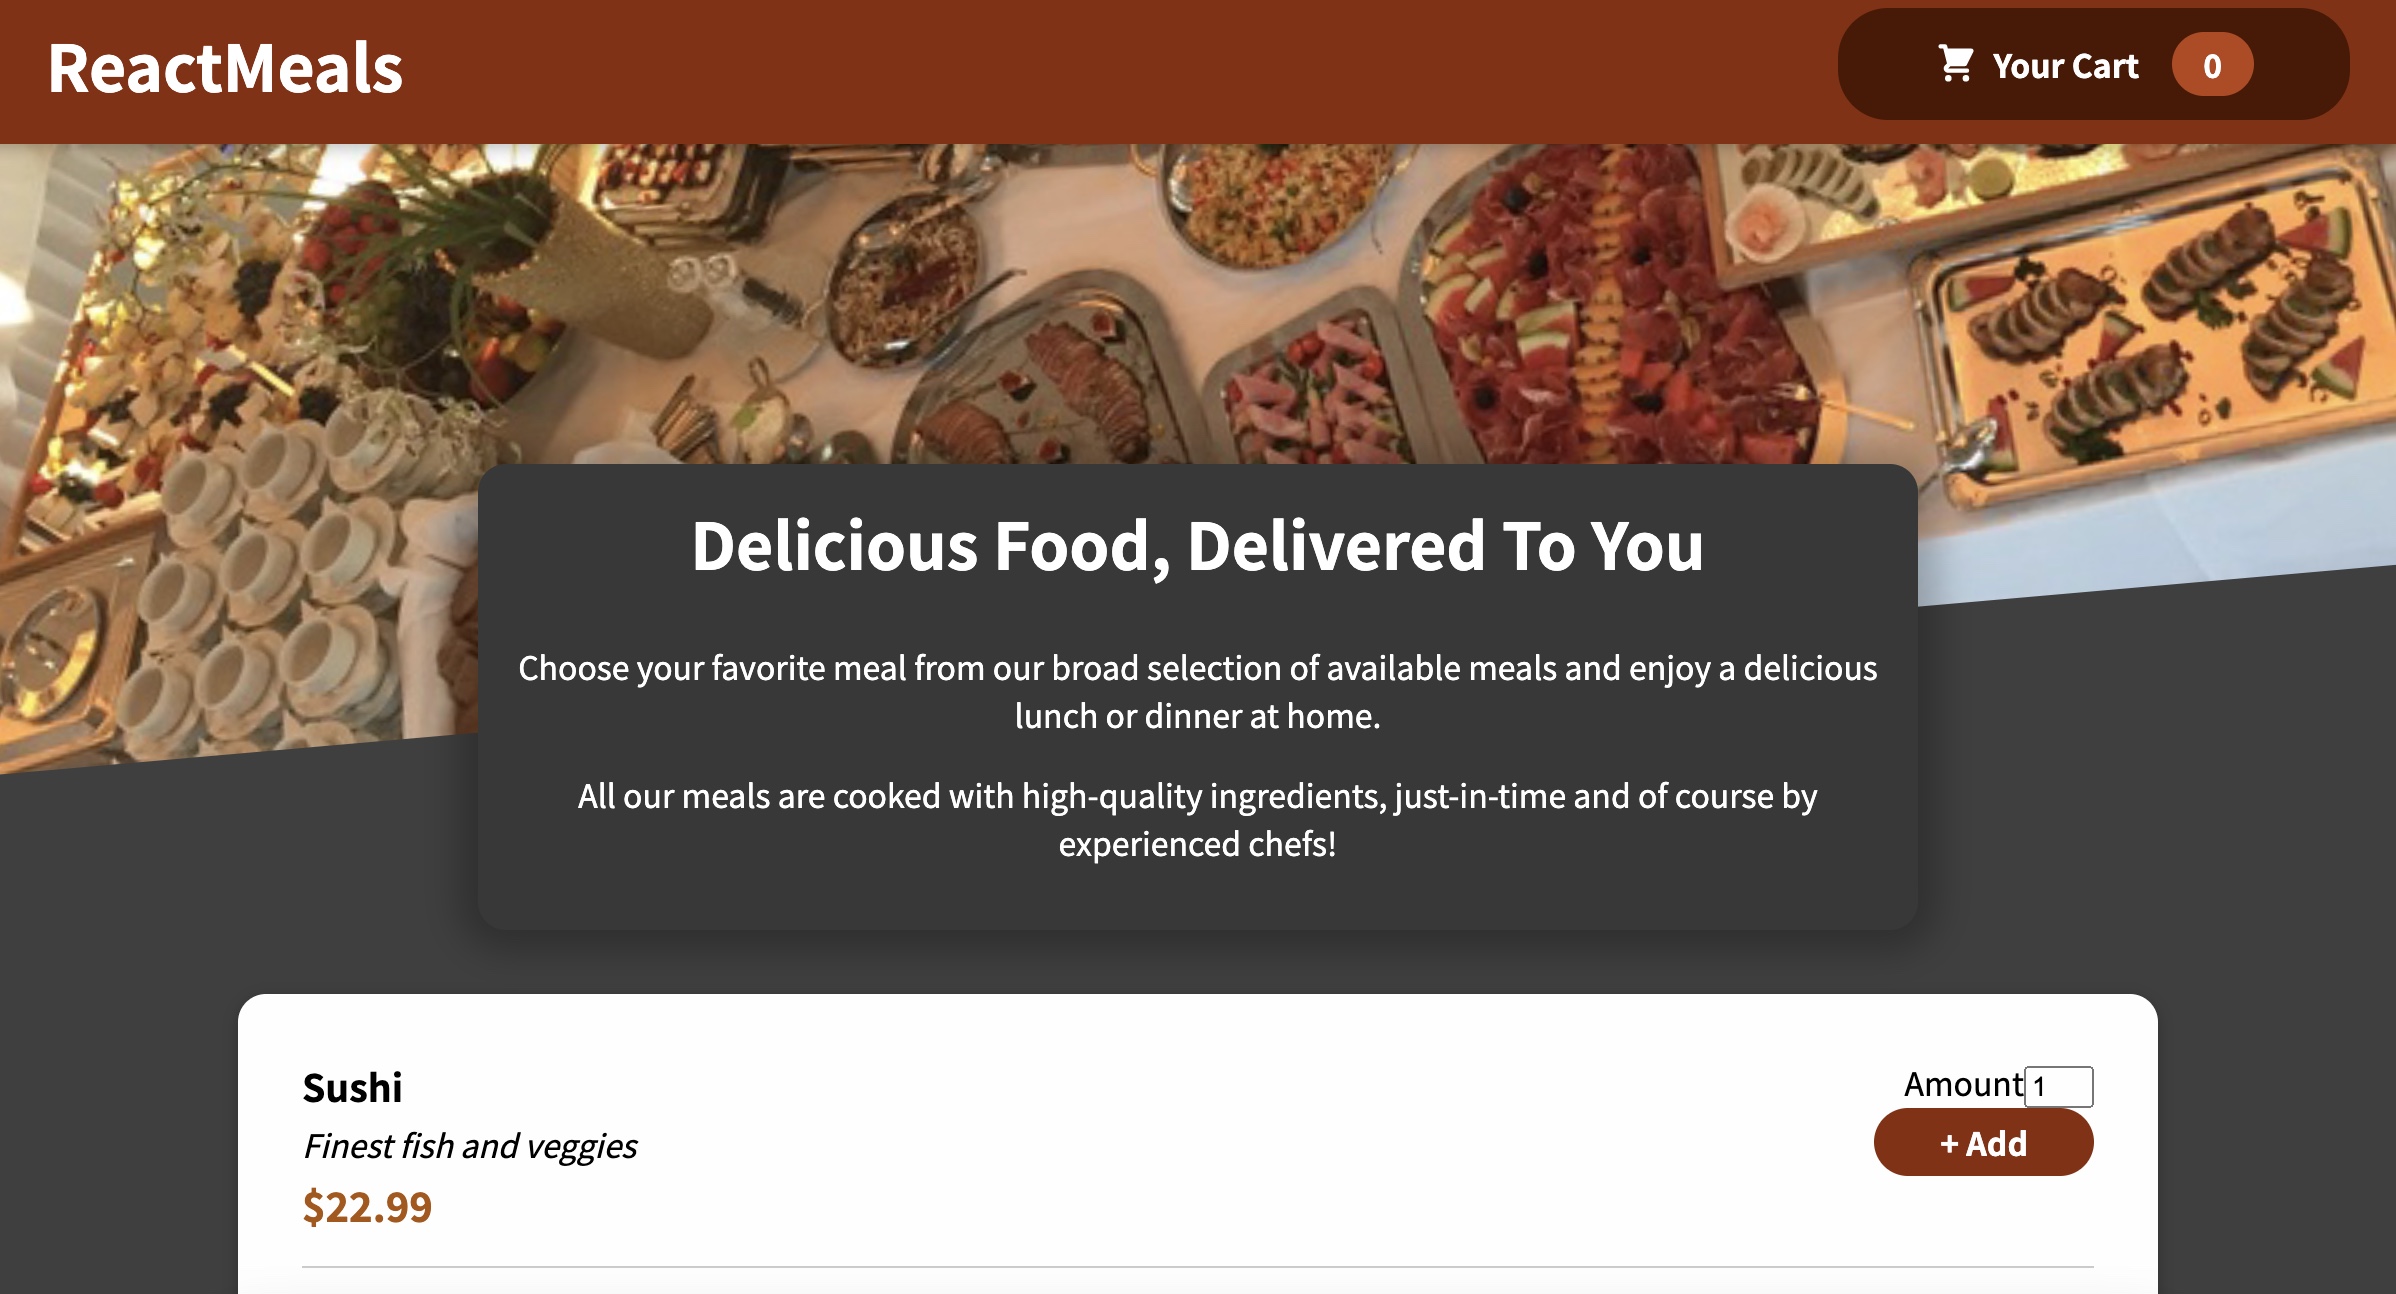 ReactMeals
Your Cart 0
Delicious Food, Delivered To You
Choose your favorite meal from our broad selection of available meals and enjoy a delicious
lunch or dinner at home.
All our meals are cooked with high-quality ingredients, just-in-time and of course by
experienced chefs!
Sushi
Finest fish and veggies
$22.99
Amount 1
+ Add